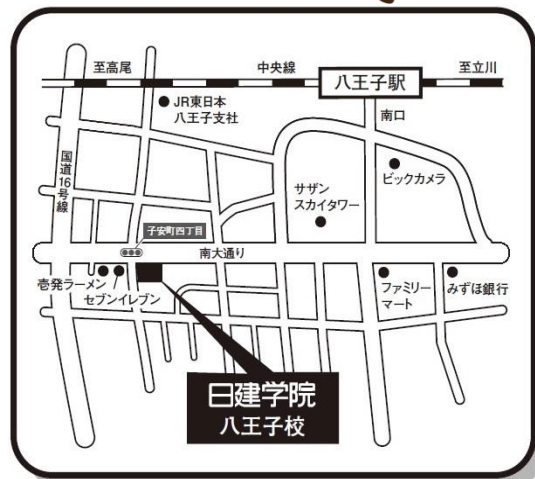 至高尾
中央線
八王子駅
至立川
JR東日本
八王子支社
南口
国道16号線
ビックカメラ
サザン
スカイタワー
子安町四丁目
南大通り
壱発ラーメン
セブンイレブン
ファミリー
マート
みずほ銀行
日建学院
八王子校